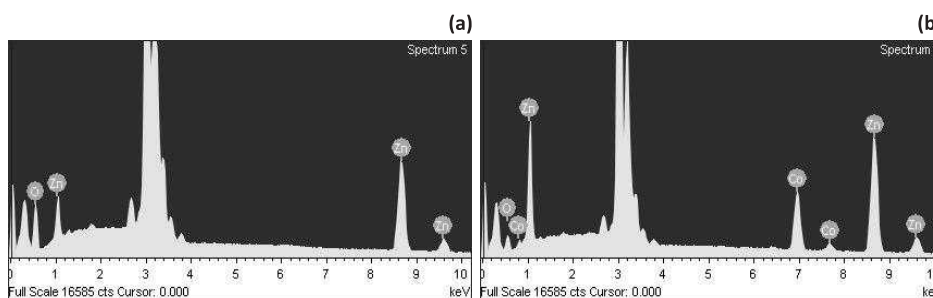 (a)
(b
Spectrum 5
Spectrum
Zn
O
Zn
Zn
Zn
O
Co
Co
Co
Zn
Zn
0 1 2 3 4 5 6 7 8 9 10
0 1 2 3 4 5 6 7 8 9 10
Full Scale 16585 cts Cursor: 0.000 keV
Full Scale 16585 cts Cursor: 0.000 ke